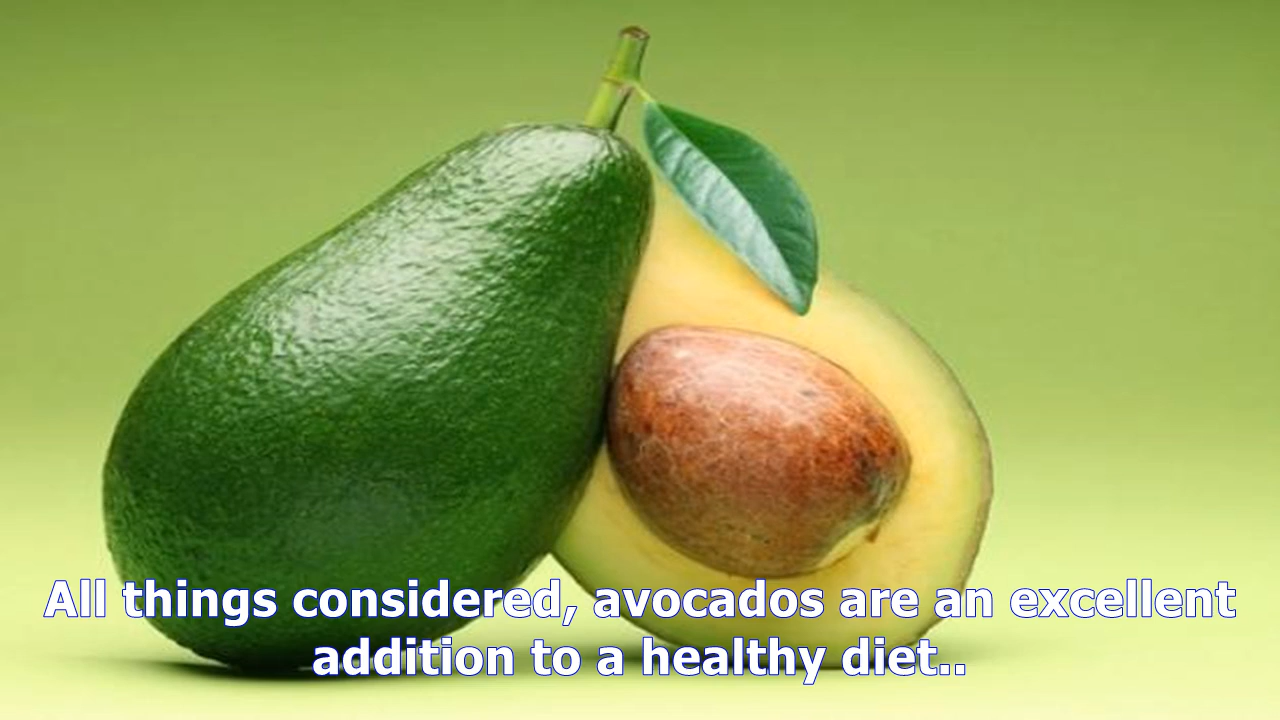 All things considered, avocados are an excellent
addition to a healthy diet..